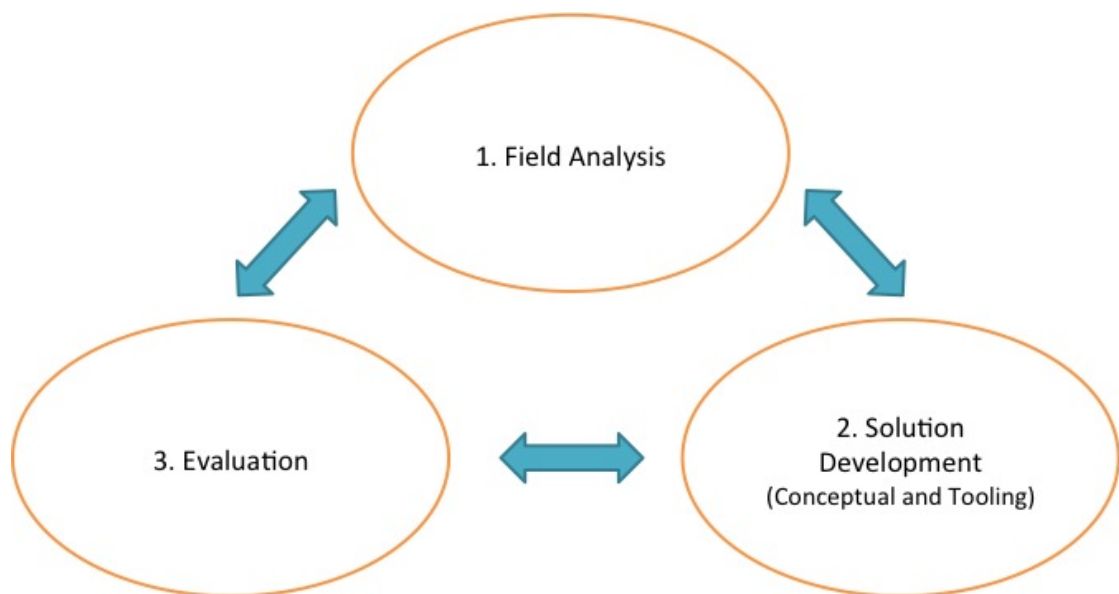 1. Field Analysis
3. Evaluation
2. Solution
Development
(Conceptual and Tooling)